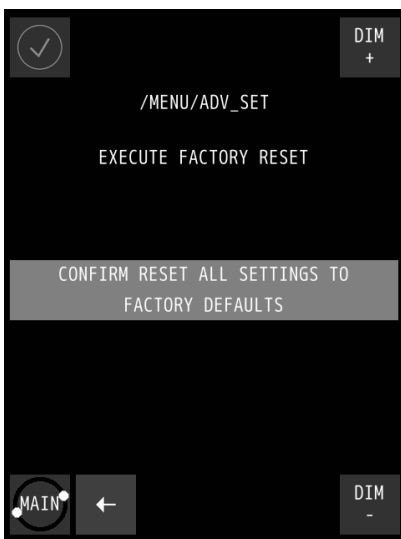 DIM
+
/MENU/ADV_SET
EXECUTE FACTORY RESET
CONFIRM RESET ALL SETTINGS TO
FACTORY DEFAULTS
MAIN
←
DIM
-